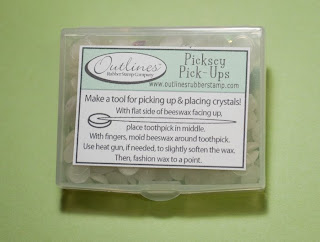 Outlines®
Rubber Stamp Company
Picksey
Pick-Ups
www.outlinesrubberstamp.com
Make a tool for picking up & placing crystals!
With flat side of beeswax facing up,
place toothpick in middle.
With fingers, mold beeswax around toothpick.
Use heat gun, if needed, to slightly soften the wax.
Then, fashion wax to a point.